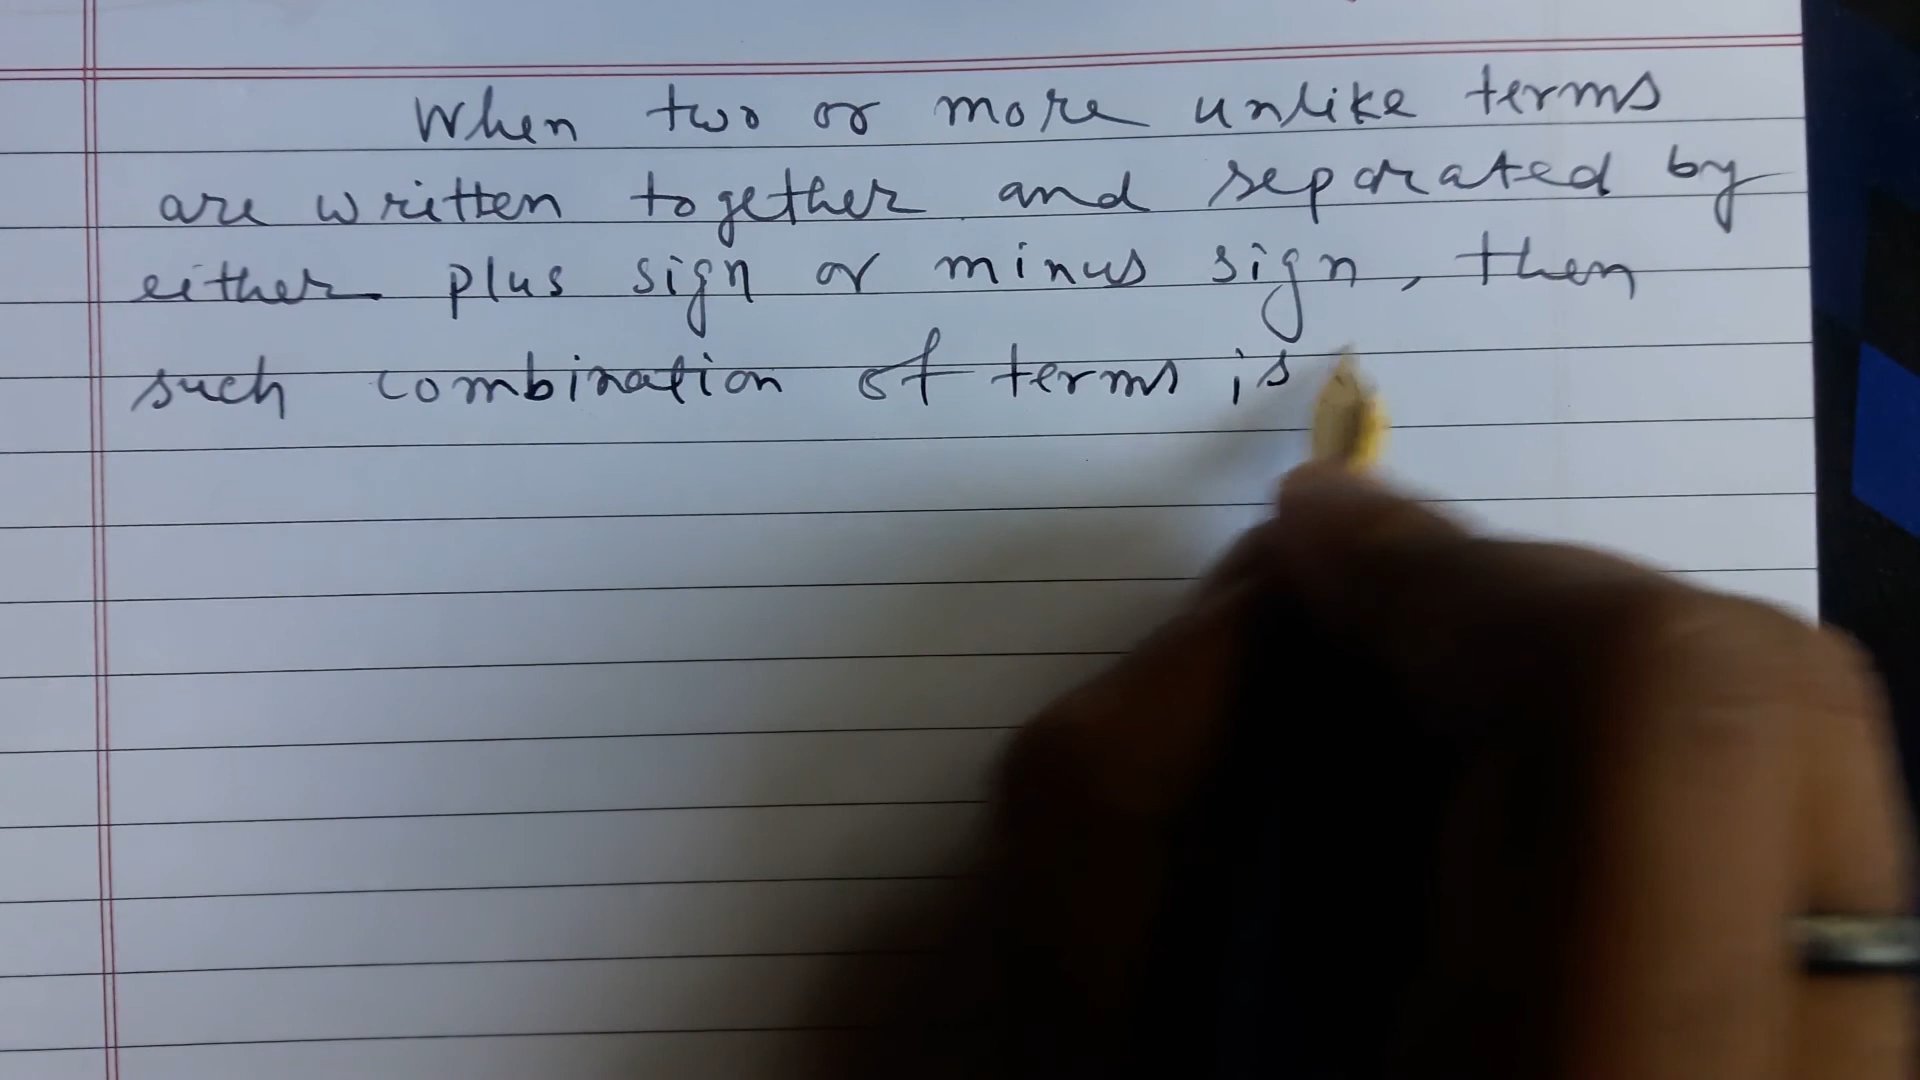 When two or more unlike terms
are written together and separated by
either plus sign or minus sign, then
such combination of terms is